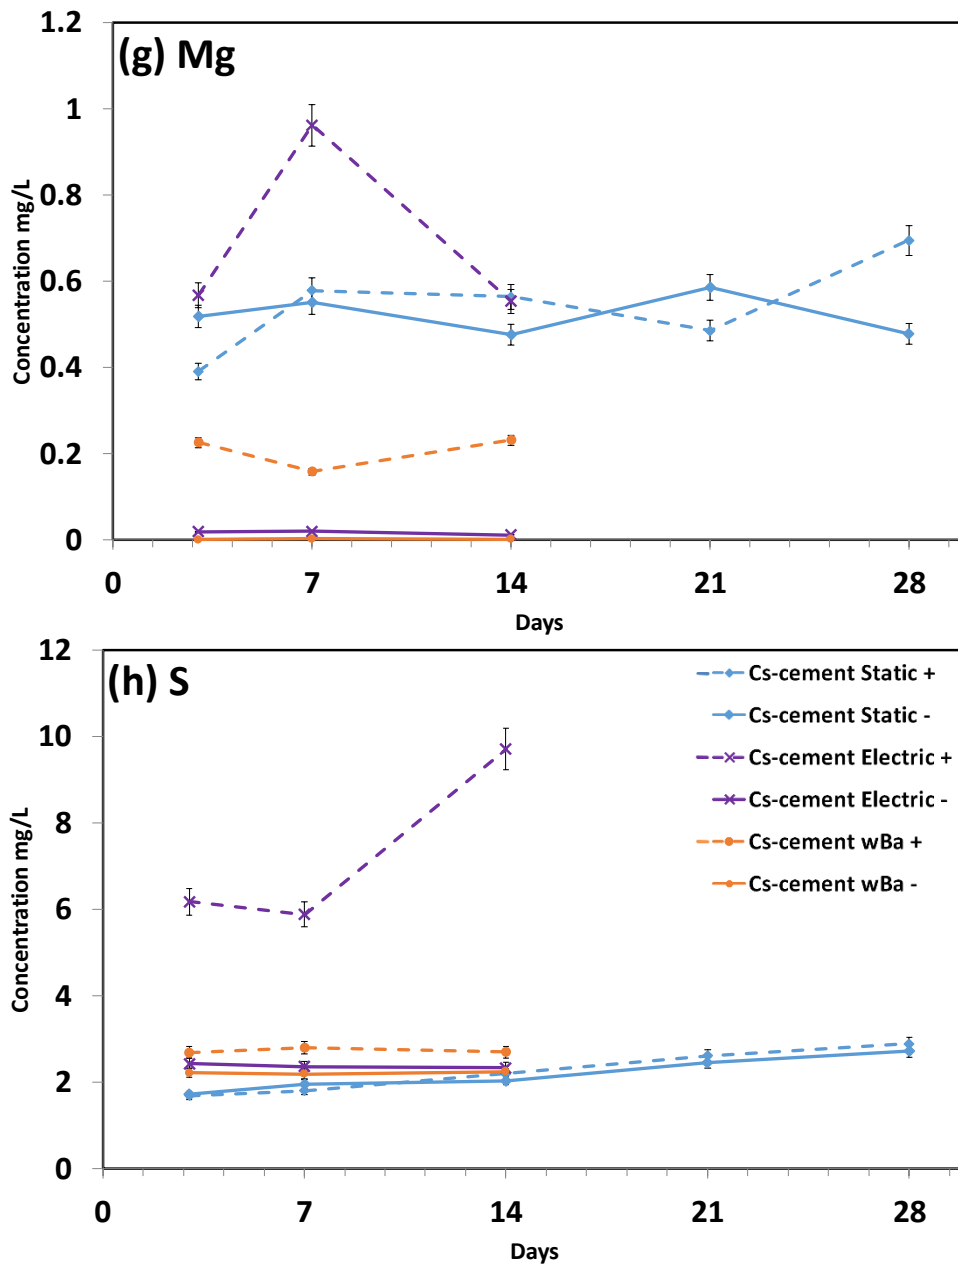 (g) Mg
1.2
1
0.8
0.6
0.4
0.2
0
Concentration mg/L
0 7 14 21 28
Days
(h) S
12
10
8
6
4
2
0
Concentration mg/L
Cs-cement Static +
Cs-cement Static -
Cs-cement Electric +
Cs-cement Electric -
Cs-cement wBa +
Cs-cement wBa -
0 7 14 21 28
Days